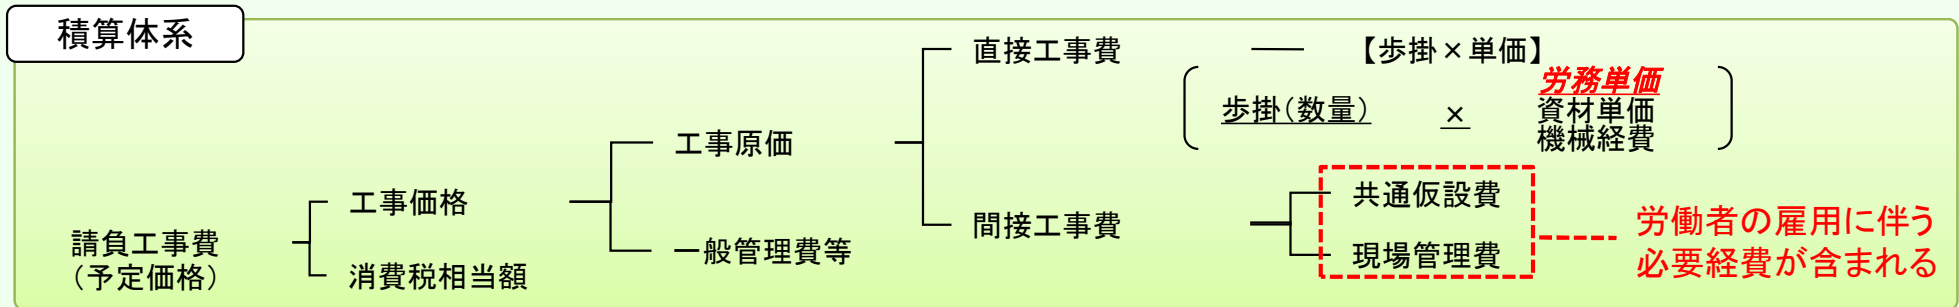 積算体系
直接工事費
【歩掛×単価】
歩掛(数量) × 労務単価
資材単価
機械経費
工事原価
工事価格
共通仮設費
間接工事費
現場管理費
労働者の雇用に伴う
必要経費が含まれる
請負工事費
(予定価格)
一般管理費等
消費税相当額